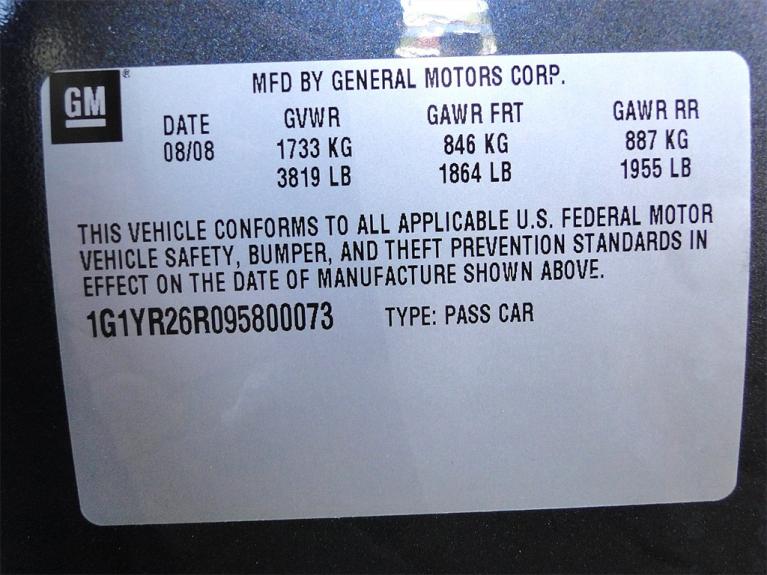 GM®
MFD BY GENERAL MOTORS CORP.
DATE GVWR GAWR FRT GAWR RR
08/08 1733 KG 846 KG 887 KG
3819 LB 1864 LB 1955 LB
THIS VEHICLE CONFORMS TO ALL APPLICABLE U.S. FEDERAL MOTOR
VEHICLE SAFETY, BUMPER, AND THEFT PREVENTION STANDARDS IN
EFFECT ON THE DATE OF MANUFACTURE SHOWN ABOVE.
1G1YR26R095800073 TYPE: PASS CAR